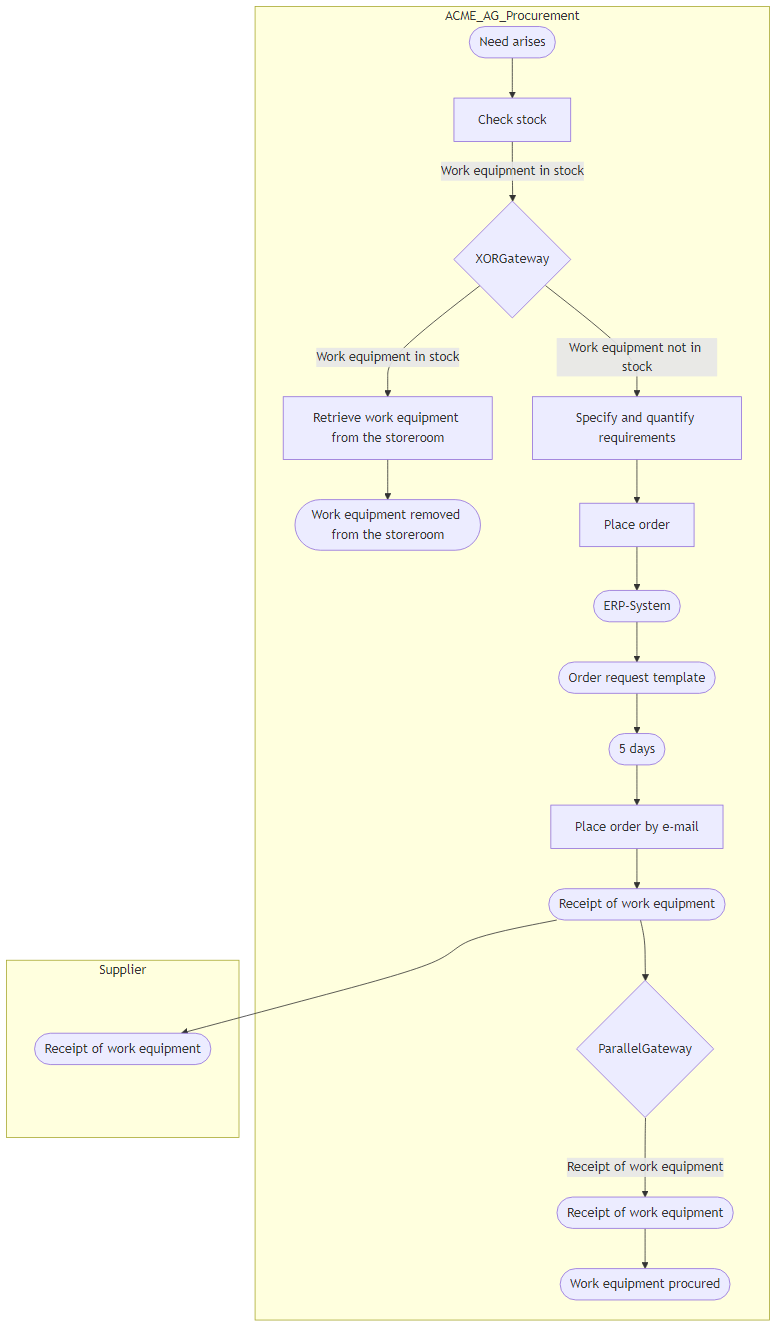 ACME_AG_Procurement
Need arises
Check stock
Work equipment in stock
XORGateway
Work equipment in stock
Work equipment not in
stock
Retrieve work equipment
from the storeroom
Specify and quantify
requirements
Work equipment removed
from the storeroom
Place order
ERP-System
Order request template
5 days
Place order by e-mail
Receipt of work equipment
Supplier
Receipt of work equipment
ParallelGateway
Receipt of work equipment
Receipt of work equipment
Work equipment procured